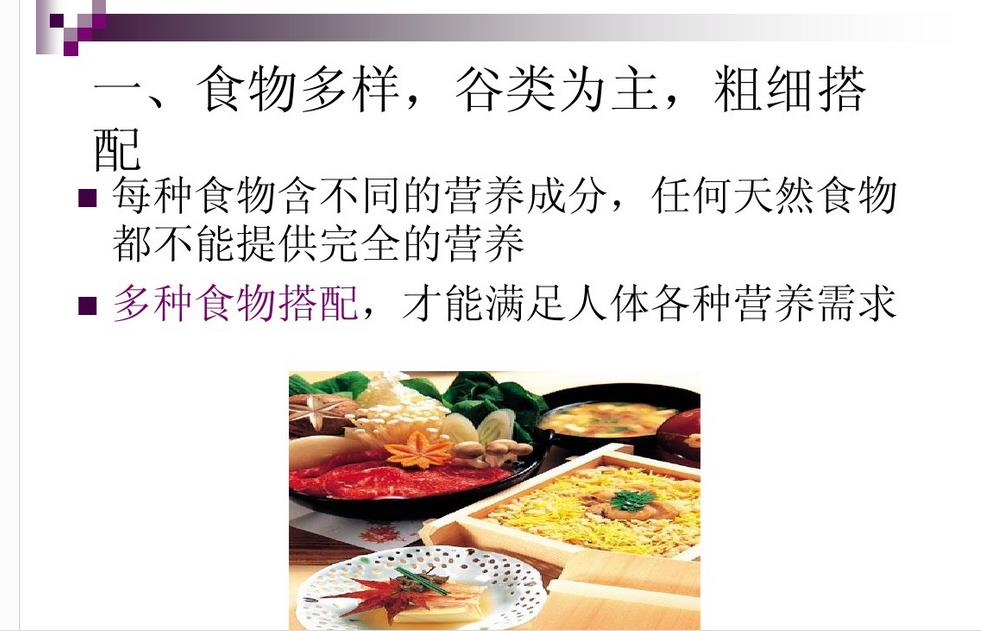 一、食物多样，谷类为主，粗细搭
配
每种食物含不同的营养成分，任何天然食物
都不能提供完全的营养
多种食物搭配，才能满足人体各种营养需求